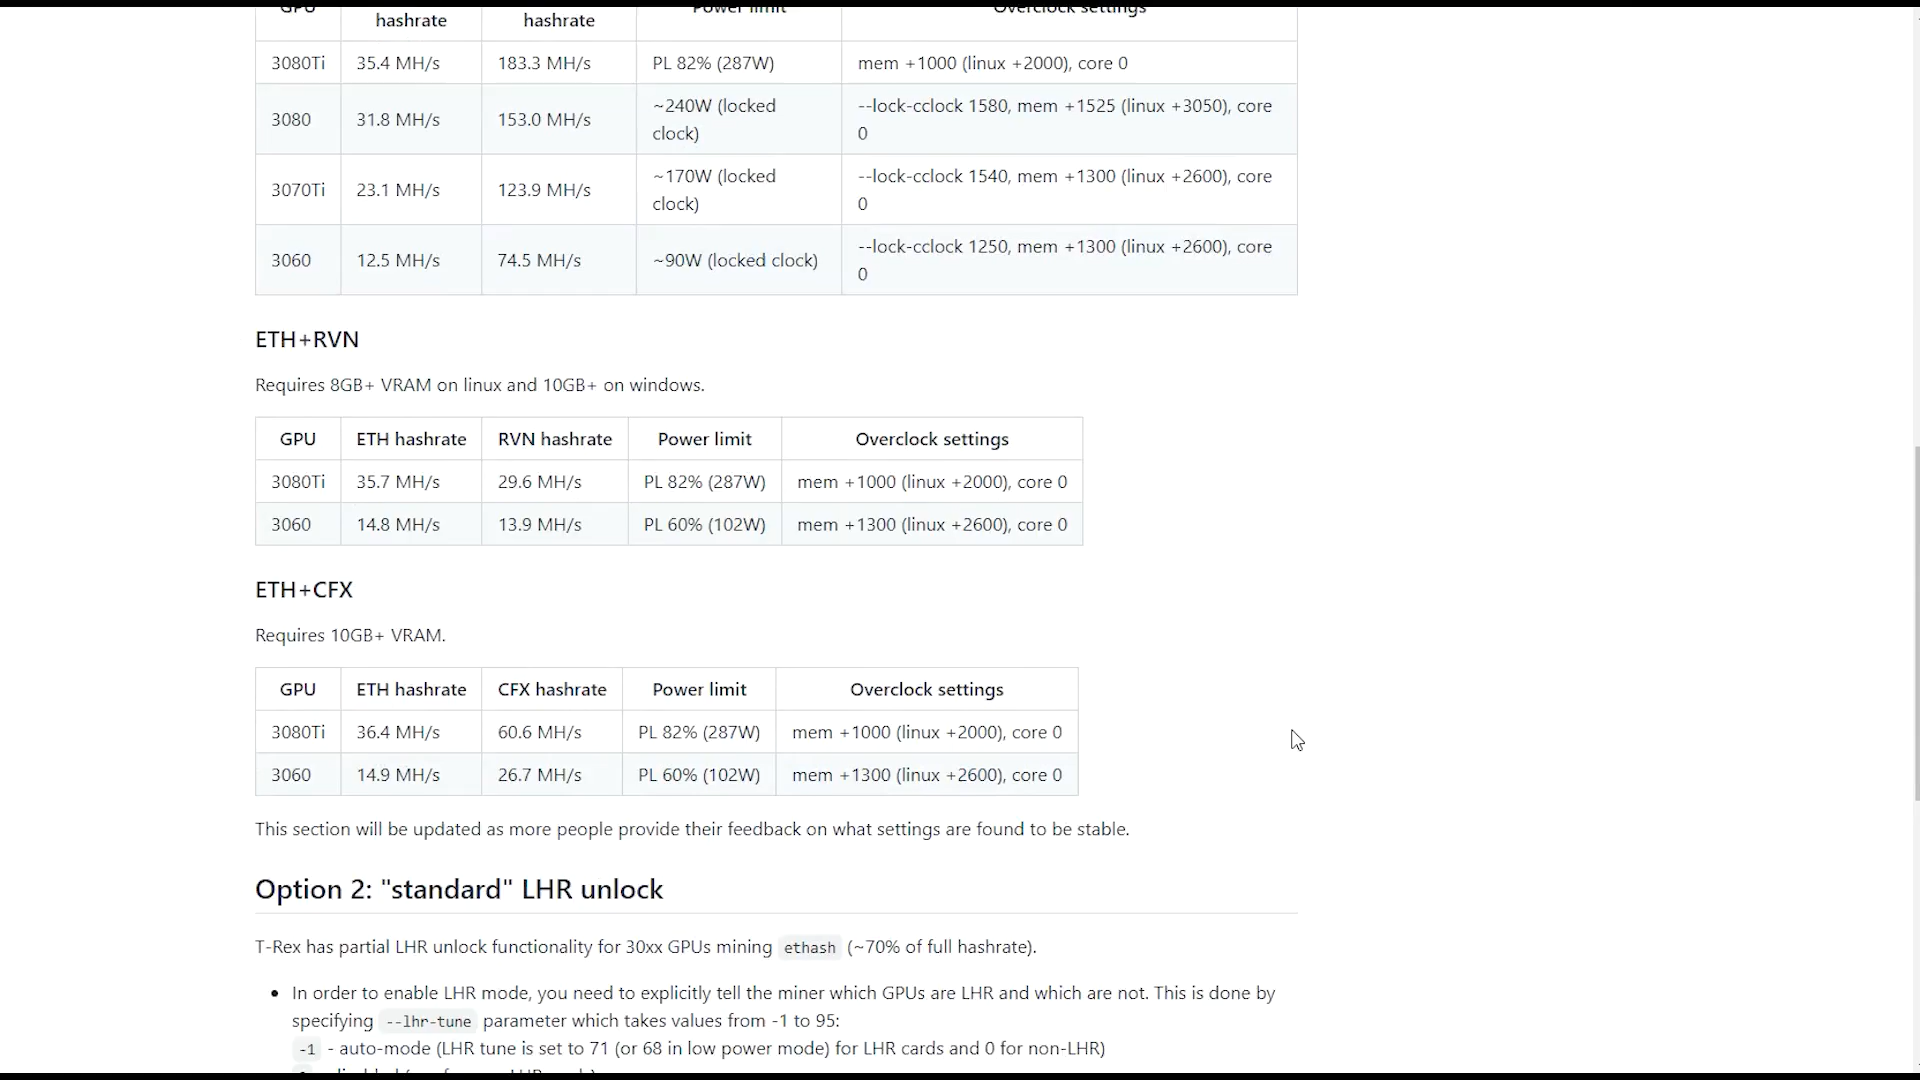 GPU hashrate hashrate Power limit Overclock settings
3080Ti 35.4 MH/s 183.3 MH/s PL 82% (287W) mem +1000 (linux +2000), core 0
3080 31.8 MH/s 153.0 MH/s ~240W (locked clock) --lock-cclock 1580, mem +1525 (linux +3050), core 0
3070Ti 23.1 MH/s 123.9 MH/s ~170W (locked clock) --lock-cclock 1540, mem +1300 (linux +2600), core 0
3060 12.5 MH/s 74.5 MH/s ~90W (locked clock) --lock-cclock 1250, mem +1300 (linux +2600), core 0
ETH+RVN
Requires 8GB+ VRAM on linux and 10GB+ on windows.
GPU ETH hashrate RVN hashrate Power limit Overclock settings
3080Ti 35.7 MH/s 29.6 MH/s PL 82% (287W) mem +1000 (linux +2000), core 0
3060 14.8 MH/s 13.9 MH/s PL 60% (102W) mem +1300 (linux +2600), core 0
ETH+CFX
Requires 10GB+ VRAM.
GPU ETH hashrate CFX hashrate Power limit Overclock settings
3080Ti 36.4 MH/s 60.6 MH/s PL 82% (287W) mem +1000 (linux +2000), core 0
3060 14.9 MH/s 26.7 MH/s PL 60% (102W) mem +1300 (linux +2600), core 0
This section will be updated as more people provide their feedback on what settings are found to be stable.
Option 2: "standard" LHR unlock
T-Rex has partial LHR unlock functionality for 30xx GPUs mining ethash (~70% of full hashrate).
• In order to enable LHR mode, you need to explicitly tell the miner which GPUs are LHR and which are not. This is done by
specifying --lhr-tune parameter which takes values from -1 to 95:
-1 - auto-mode (LHR tune is set to 71 (or 68 in low power mode) for LHR cards and 0 for non-LHR)